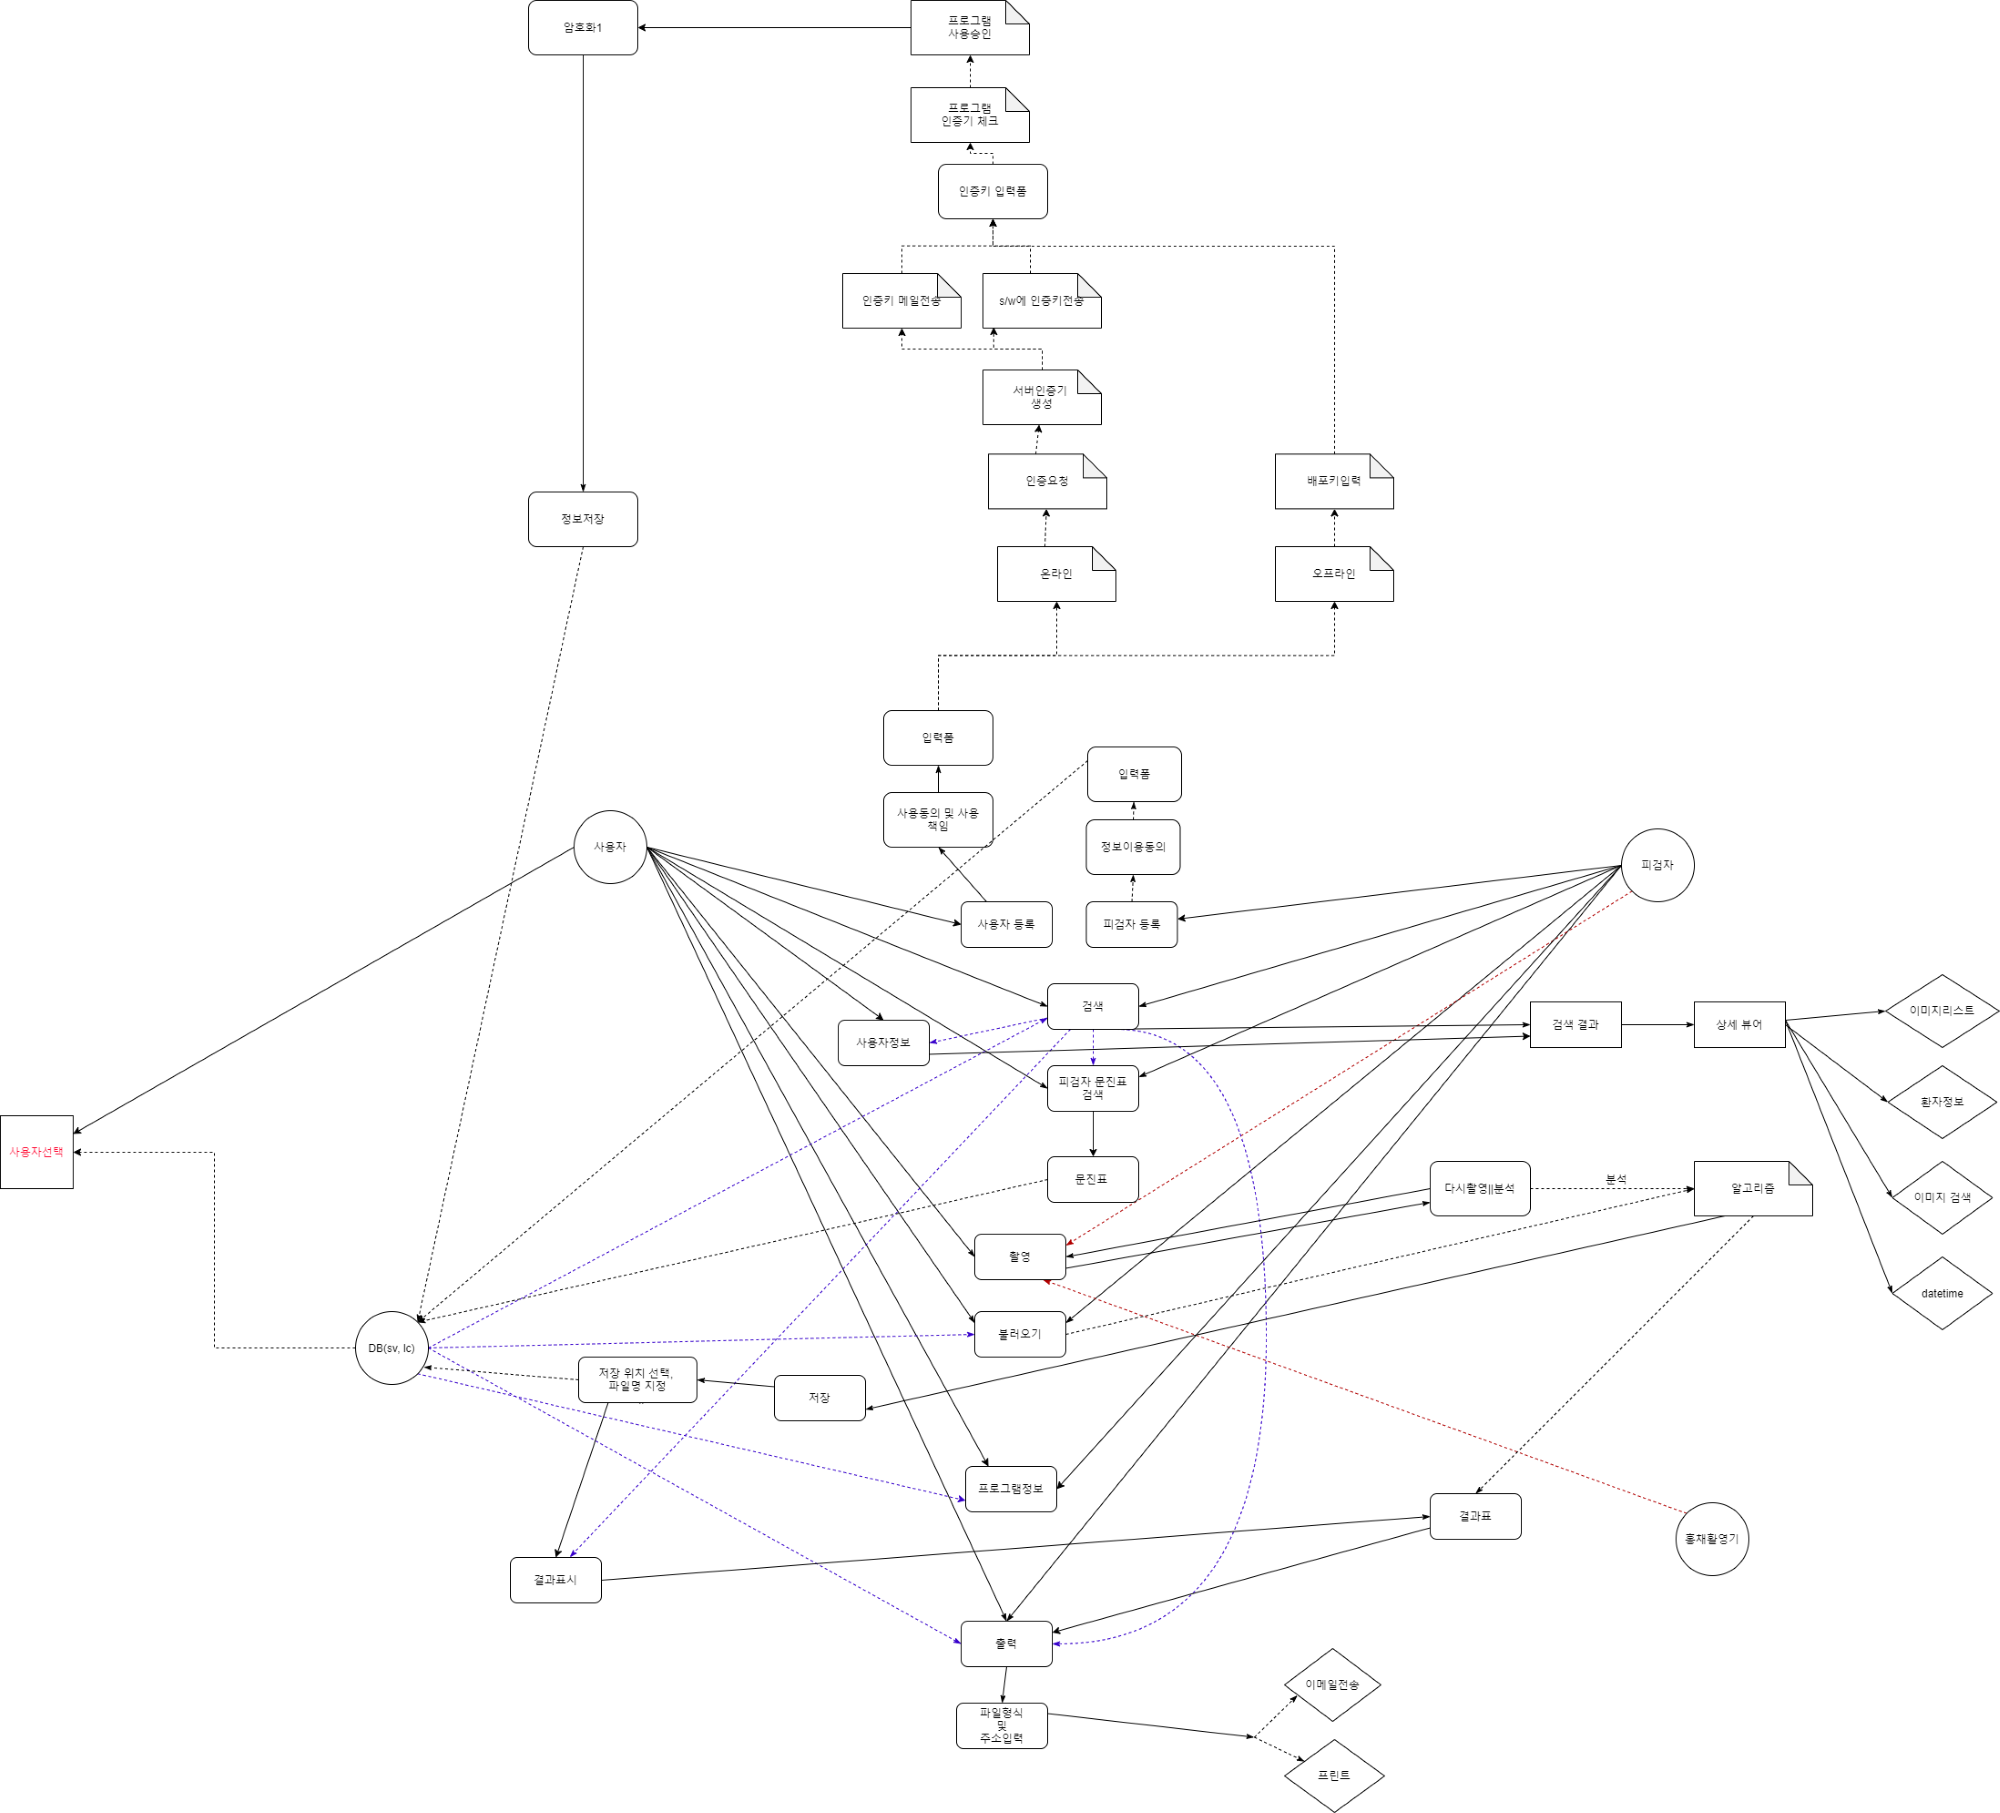 암호화1
프로그램
사용승인
프로그램
인증기 체크
인증키 입력폼
인증키 메일전송
s/w에 인증키전송
서버인증기
생성
인증요청
배포키입력
정보저장
온라인
오프라인
입력폼
입력폼
사용동의 및 사용
책임
사용자
정보이용동의
피검자
사용자 등록
피검자 등록
검색
사용자정보
검색 결과
상세 뷰어
이미지리스트
피검자 문진표
검색
환자정보
사용자선택
문진표
다시촬영||분석
분석
알고리즘
이미지 검색
촬영
datetime
DB(sv, lc)
불러오기
저장 위치 선택,
파일명 지정
저장
프로그램정보
결과표
홍채촬영기
결과표시
출력
이메일전송
파일형식
및
주소입력
프린트